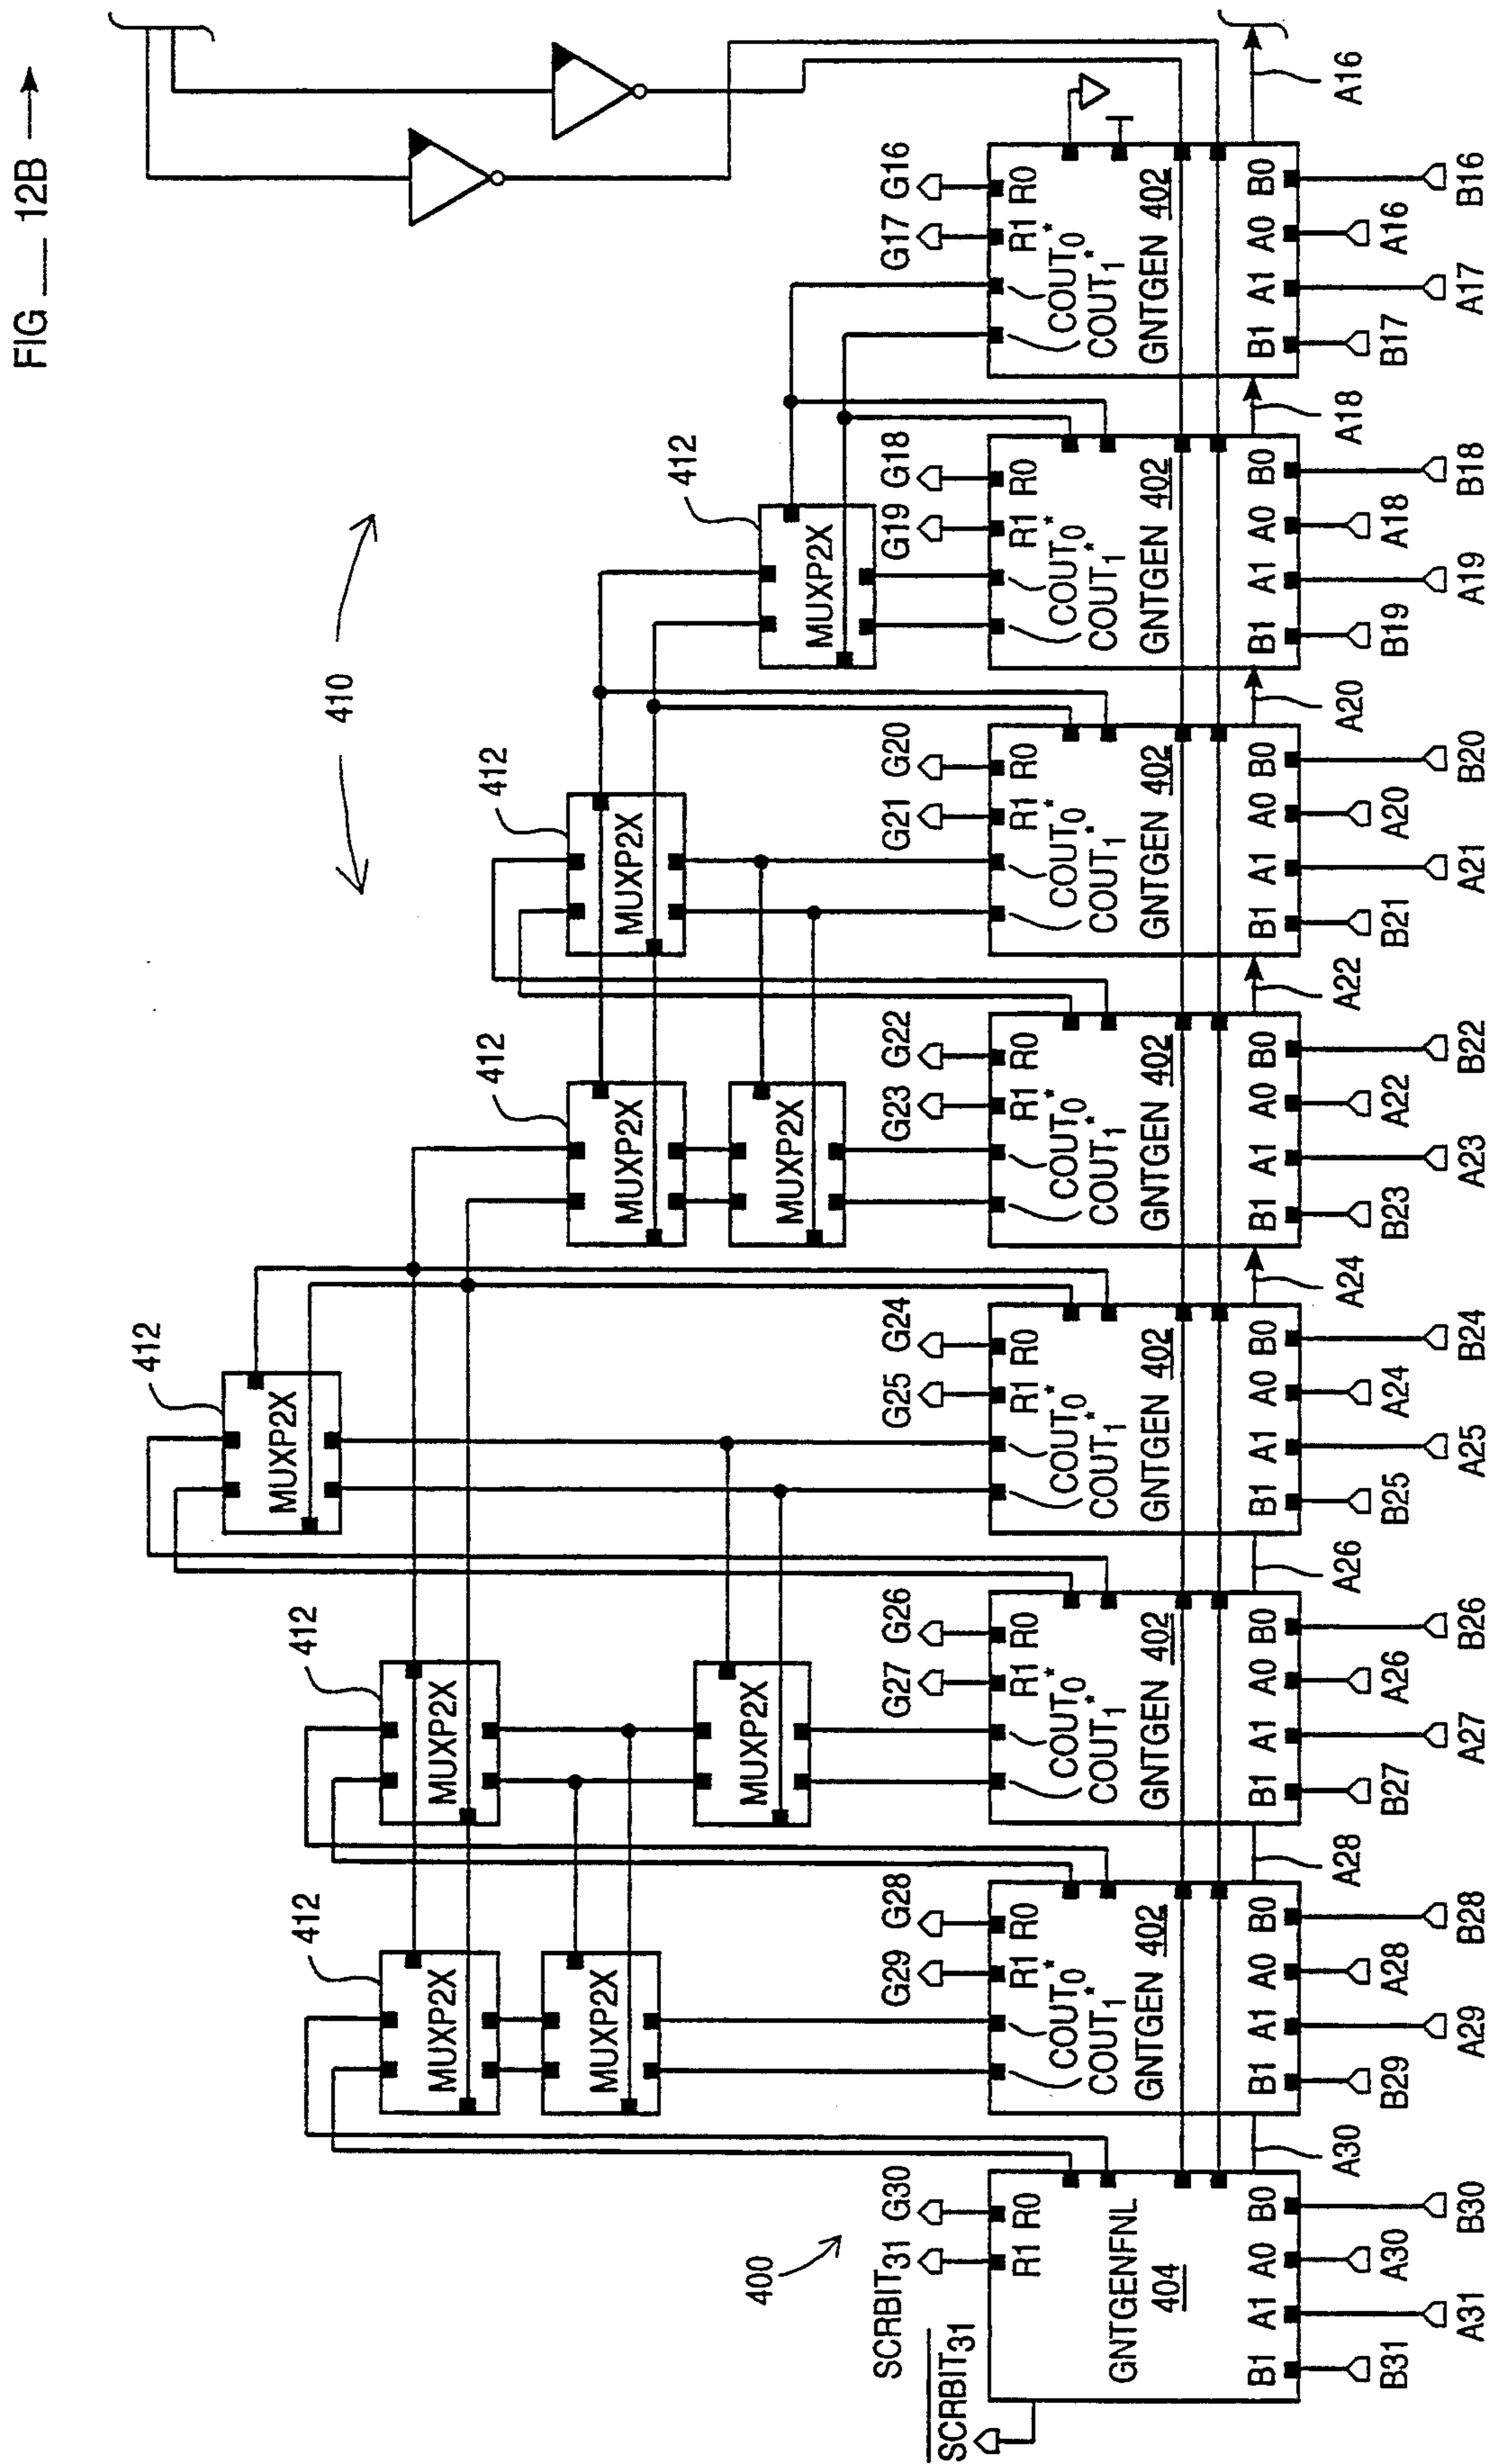 FIG __ 12B
410
400
412
412
412
412
412
412
MUXP2X
MUXP2X
MUXP2X
MUXP2X
MUXP2X
MUXP2X
MUXP2X
MUXP2X
MUXP2X
SCRBIT31
SCRBIT31
G30
G29
G28
G27
G26
G25
G24
G23
G22
G21
G20
G19
G18
G17
G16
R1 R0
GNTGENFNL
404
B1 A1 A0 B0
R1 R0
COUT0*
COUT1*
GNTGEN 402
B1 A1 A0 B0
R1 R0
COUT0*
COUT1*
GNTGEN 402
B1 A1 A0 B0
R1 R0
COUT0*
COUT1*
GNTGEN 402
B1 A1 A0 B0
R1 R0
COUT0*
COUT1*
GNTGEN 402
B1 A1 A0 B0
R1 R0
COUT0*
COUT1*
GNTGEN 402
B1 A1 A0 B0
R1 R0
COUT0*
COUT1*
GNTGEN 402
B1 A1 A0 B0
R1 R0
COUT0*
COUT1*
GNTGEN 402
B1 A1 A0 B0
A30
A28
A26
A24
A22
A20
A18
A16
B31
A31
A30
B30
B29
A29
A28
B28
B27
A27
A26
B26
B25
A25
A24
B24
B23
A23
A22
B22
B21
A21
A20
B20
B19
A19
A18
B18
B17
A17
A16
B16